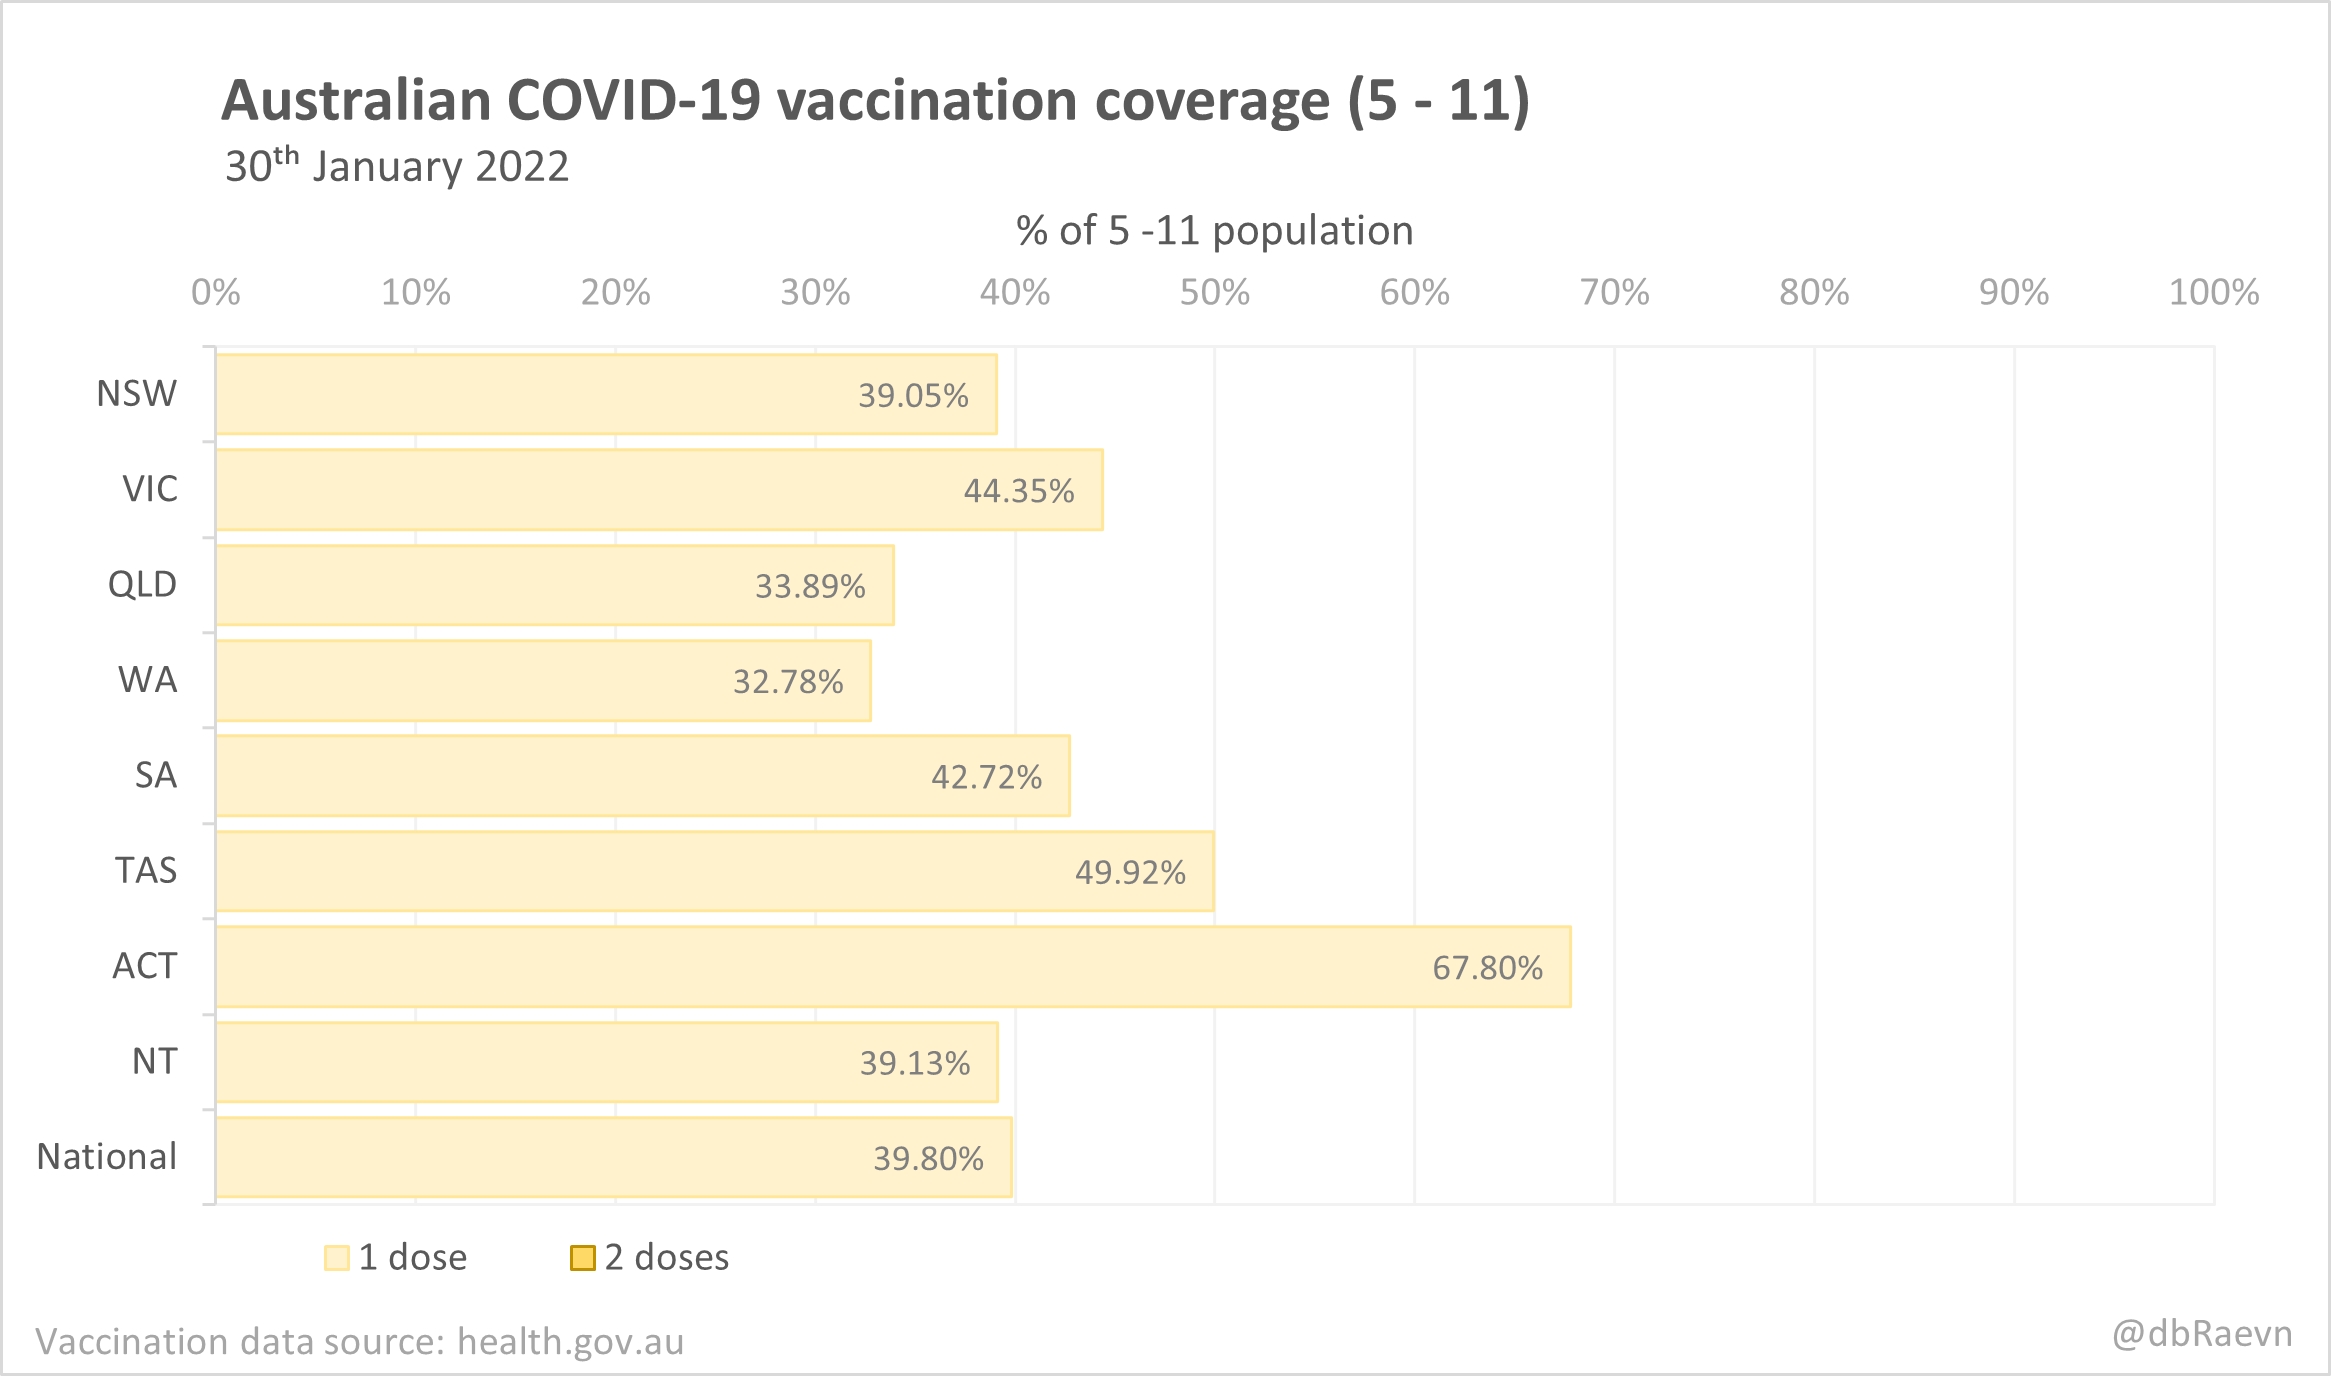 Australian COVID-19 vaccination coverage (5 - 11)
30th January 2022
% of 5 -11 population
0% 10% 20% 30% 40% 50% 60% 70% 80% 90% 100%
NSW 39.05%
VIC 44.35%
QLD 33.89%
WA 32.78%
SA 42.72%
TAS 49.92%
ACT 67.80%
NT 39.13%
National 39.80%
1 dose 2 doses
Vaccination data source: health.gov.au
@dbRaevn